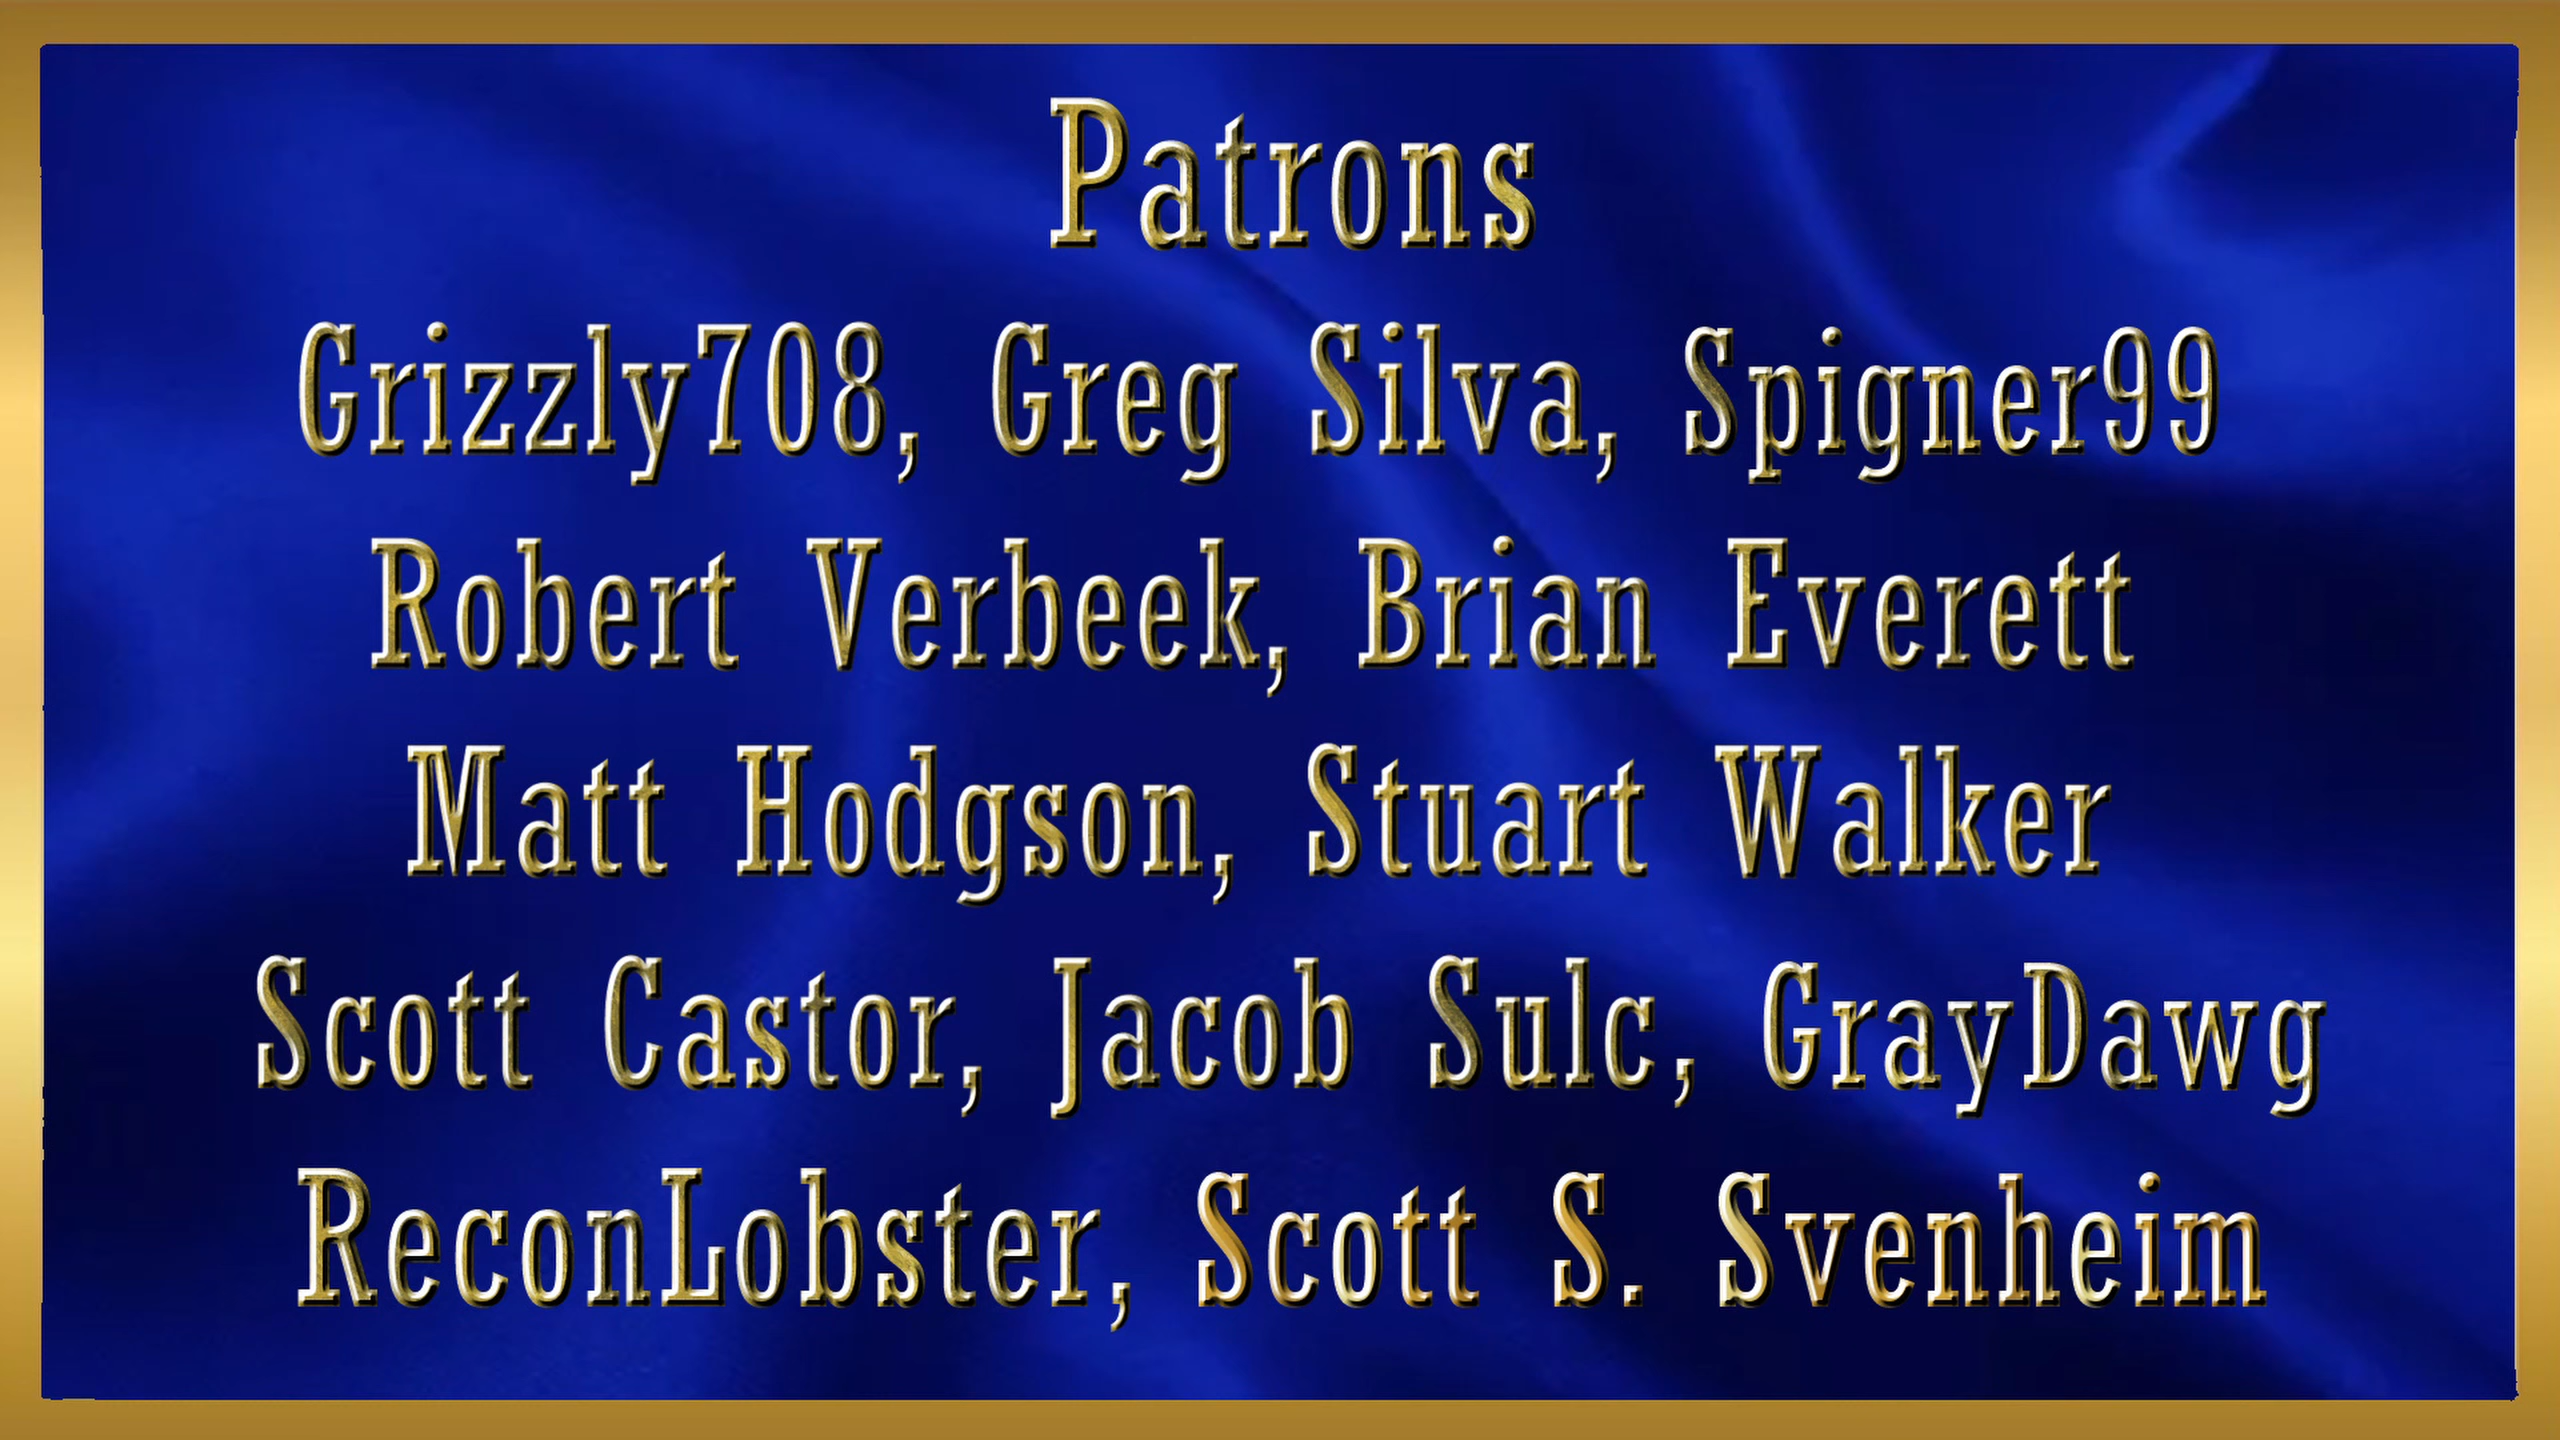 Patrons
Grizzly708, Greg Silva, Spigner99
Robert Verbeek, Brian Everett
Matt Hodgson, Stuart Walker
Scott Castor, Jacob Sulc, GrayDawg
ReconLobster, Scott S. Svenheim